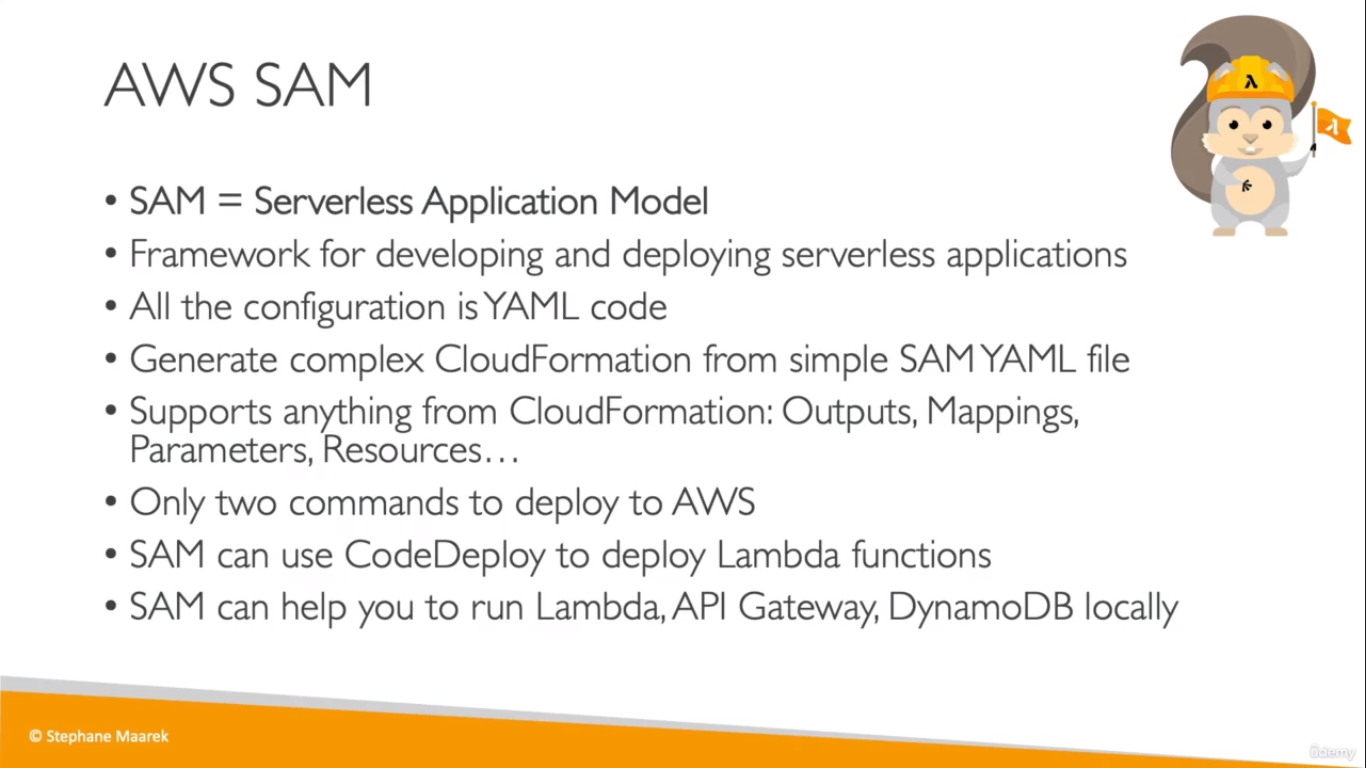 AWS SAM
• SAM = Serverless Application Model
• Framework for developing and deploying serverless applications
• All the configuration is YAML code
• Generate complex CloudFormation from simple SAM YAML file
• Supports anything from CloudFormation: Outputs, Mappings,
Parameters, Resources…
• Only two commands to deploy to AWS
• SAM can use CodeDeploy to deploy Lambda functions
• SAM can help you to run Lambda, API Gateway, DynamoDB locally
© Stephane Maarek
ûdemy